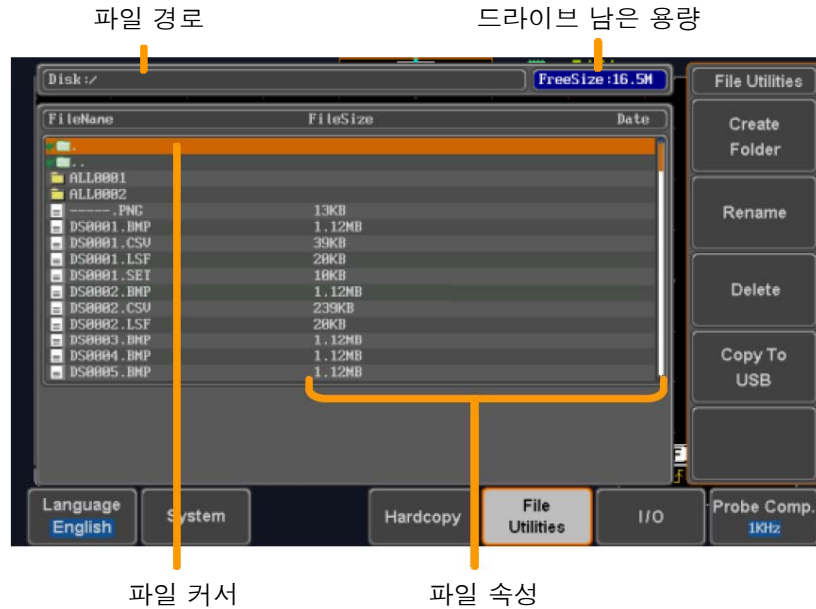 파일 경로
드라이브 남은 용량
Disk:/
FreeSize:16.5M
File Utilities
FileName FileSize Date
.
..
ALL0001
ALL0002
-----.PNG 13KB
DS0001.BMP 1.12MB
DS0001.CSV 39KB
DS0001.LSF 20KB
DS0001.SET 10KB
DS0002.BMP 1.12MB
DS0002.CSV 239KB
DS0002.LSF 20KB
DS0003.BMP 1.12MB
DS0004.BMP 1.12MB
DS0005.BMP 1.12MB
Create
Folder
Rename
Delete
Copy To
USB
Language
English
System
Hardcopy
File
Utilities
I/O
Probe Comp.
1KHz
파일 커서
파일 속성